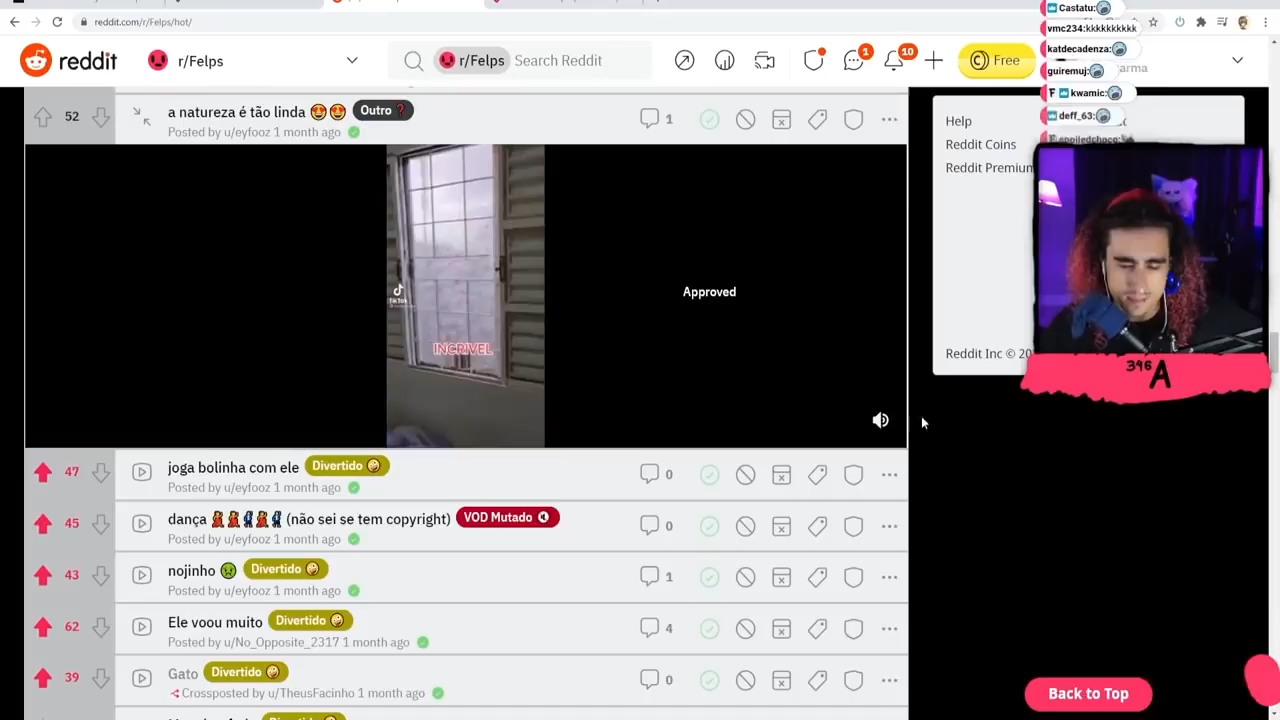 reddit.com/r/Felps/hot/
reddit
r/Felps
r/Felps Search Reddit
1
10
Free
Castatu:
vmc234:kkkkkkkkkk
katdecadenza:
guiremuj:
kwamic:
deff_63:
52
a natureza é tão linda 🤩🤩 Outro ❓
1
Posted by u/eyfooz 1 month ago
TikTok
INCRIVEL
Approved
Help
Reddit Coins
Reddit Premium
Reddit Inc © 20
396 A
47
joga bolinha com ele Divertido 🤪
0
Posted by u/eyfooz 1 month ago
45
dança 💃💃🕺💃🕺 (não sei se tem copyright) VOD Mutado 🔇
0
Posted by u/eyfooz 1 month ago
43
nojinho 🤢 Divertido 🤪
1
Posted by u/eyfooz 1 month ago
62
Ele voou muito Divertido 🤪
4
Posted by u/No_Opposite_2317 1 month ago
39
Gato Divertido 🤪
0
Crossposted by u/TheusFacinho 1 month ago
Back to Top